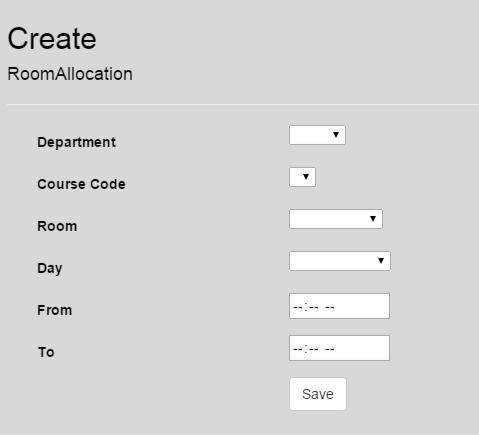 Create
RoomAllocation
Department
Course Code
Room
Day
From --:-- --
To --:-- --
Save